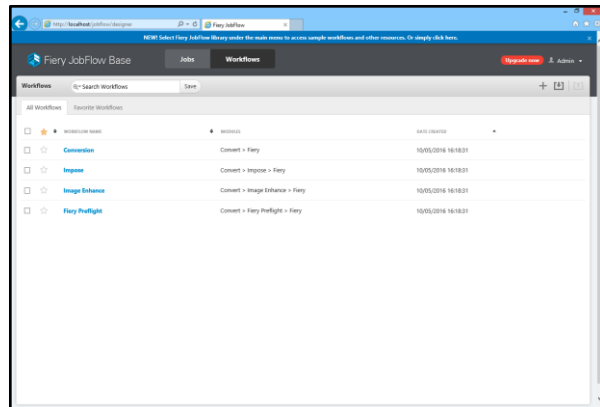 http://localhost/jobflow/designer
Fiery JobFlow
NEW! Select Fiery JobFlow library under the main menu to access sample workflows and other resources. Or simply click here.
Fiery JobFlow Base Jobs Workflows Upgrade now Admin
Workflows Search Workflows Save
All Workflows Favorite Workflows
WORKFLOW NAME MODULES DATE CREATED
Conversion Convert > Fiery 10/05/2016 16:18:31
Impose Convert > Impose > Fiery 10/05/2016 16:18:31
Image Enhance Convert > Image Enhance > Fiery 10/05/2016 16:18:31
Fiery Preflight Convert > Fiery Preflight > Fiery 10/05/2016 16:18:31